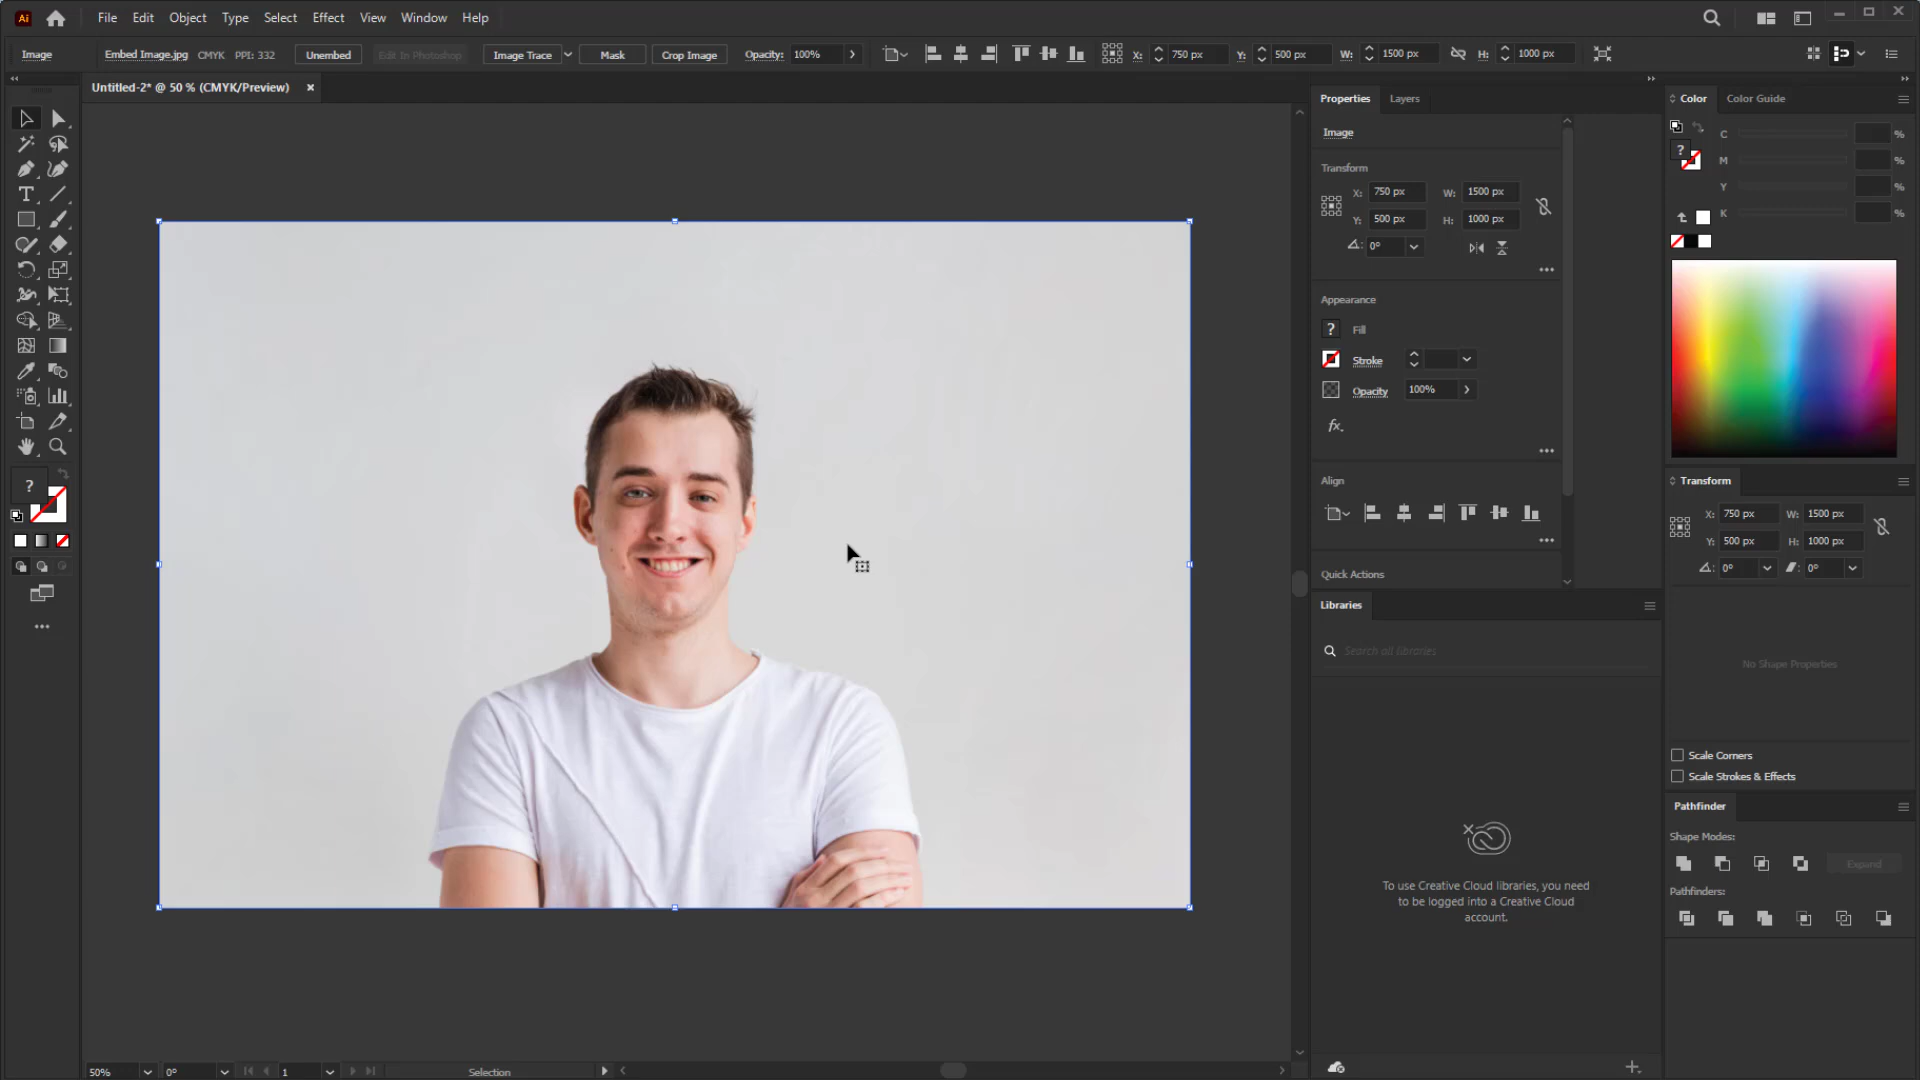 Ai File Edit Object Type Select Effect View Window Help
Image Embed Image.jpg CMYK PPI: 332 Unembed Edit In Photoshop Image Trace Mask Crop Image Opacity: 100% X: 750 px Y: 500 px W: 1500 px H: 1000 px
Untitled-2* @ 50 % (CMYK/Preview)
Properties Layers
Image
Transform
X: 750 px W: 1500 px
Y: 500 px H: 1000 px
0°
Appearance
? Fill
Stroke
Opacity 100%
fx.
Align
Quick Actions
Libraries
Search all libraries
To use Creative Cloud libraries, you need
to be logged into a Creative Cloud
account.
Color Color Guide
C %
? M %
Y %
K %
Transform
X: 750 px W: 1500 px
Y: 500 px H: 1000 px
0° 0°
No Shape Properties
Scale Corners
Scale Strokes & Effects
Pathfinder
Shape Modes:
Expand
Pathfinders:
T
?
50% 0° 1 Selection